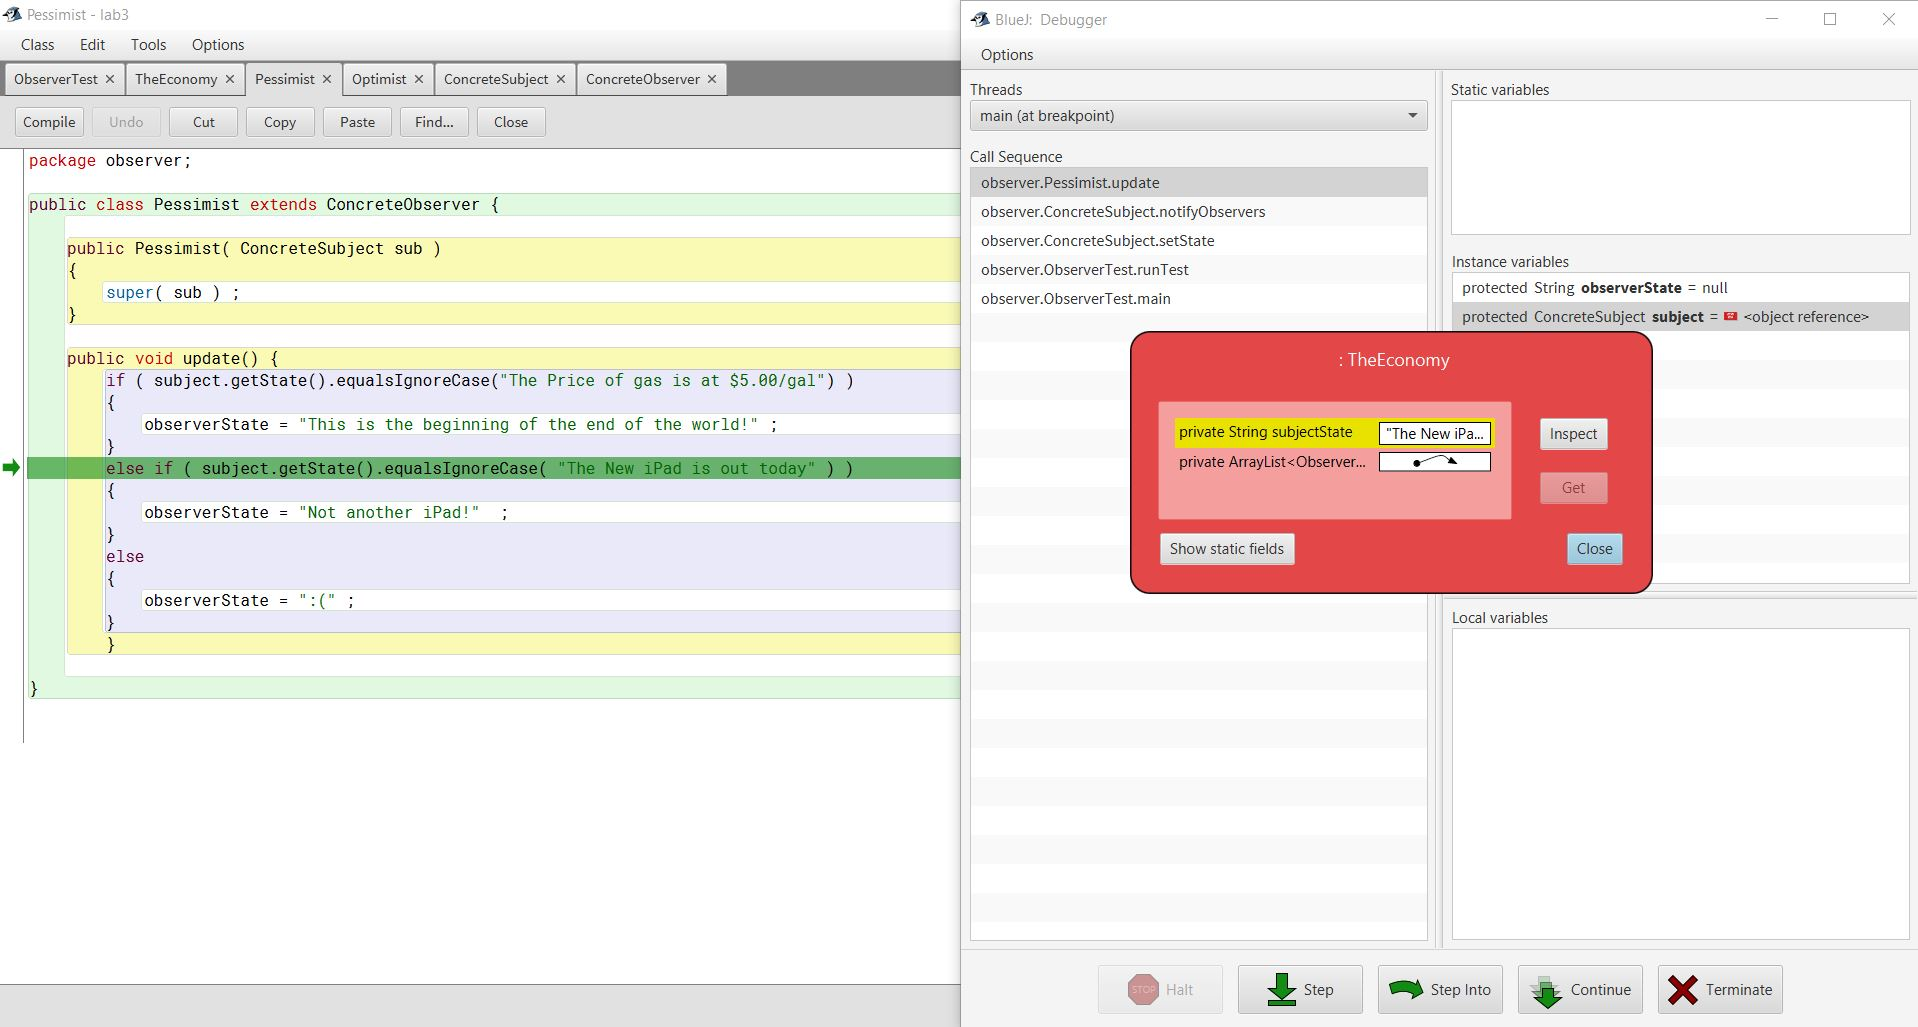 Pessimist - lab3
Class Edit Tools Options
ObserverTest × TheEconomy × Pessimist × Optimist × ConcreteSubject × ConcreteObserver ×
Compile Undo Cut Copy Paste Find... Close
package observer;
public class Pessimist extends ConcreteObserver {
public Pessimist( ConcreteSubject sub )
{
super( sub ) ;
}
public void update() {
if ( subject.getState().equalsIgnoreCase("The Price of gas is at $5.00/gal") )
{
observerState = "This is the beginning of the end of the world!" ;
}
else if ( subject.getState().equalsIgnoreCase( "The New iPad is out today" ) )
{
observerState = "Not another iPad!"  ;
}
else
{
observerState = ":(" ;
}
}
}
BlueJ: Debugger
Options
Threads
main (at breakpoint)
Call Sequence
observer.Pessimist.update
observer.ConcreteSubject.notifyObservers
observer.ConcreteSubject.setState
observer.ObserverTest.runTest
observer.ObserverTest.main
Static variables
Instance variables
protected String observerState = null
protected ConcreteSubject subject = <object reference>
: TheEconomy
private String subjectState "The New iPa...
private ArrayList<Observer...
Inspect
Get
Show static fields
Close
Local variables
STOP Halt Step Step Into Continue Terminate